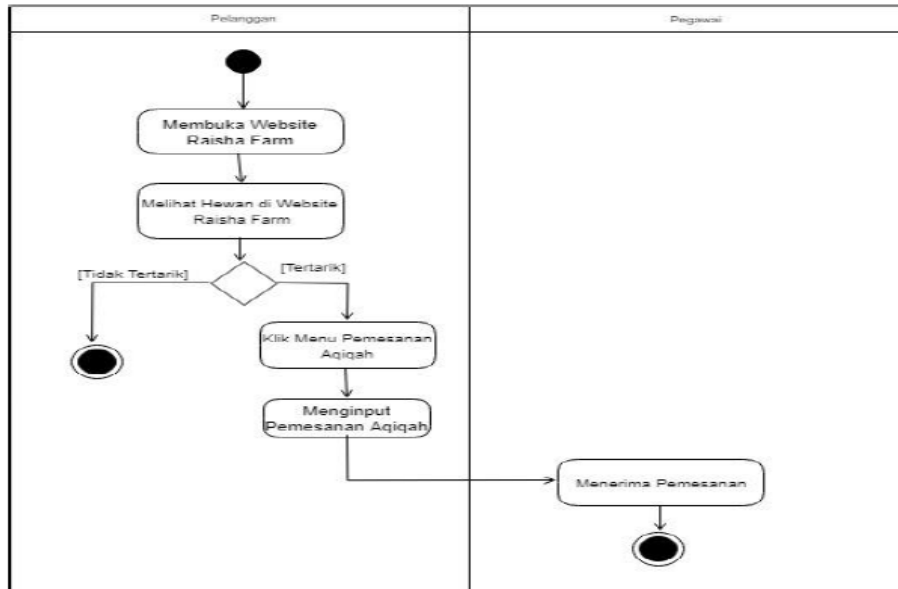 Pelanggan
Pegawai
Membuka Website
Raisha Farm
Melihat Hewan di Website
Raisha Farm
[Tidak Tertarik]
[Tertarik]
Klik Menu Pemesanan
Aqiqah
Menginput
Pemesanan Aqiqah
Menerima Pemesanan